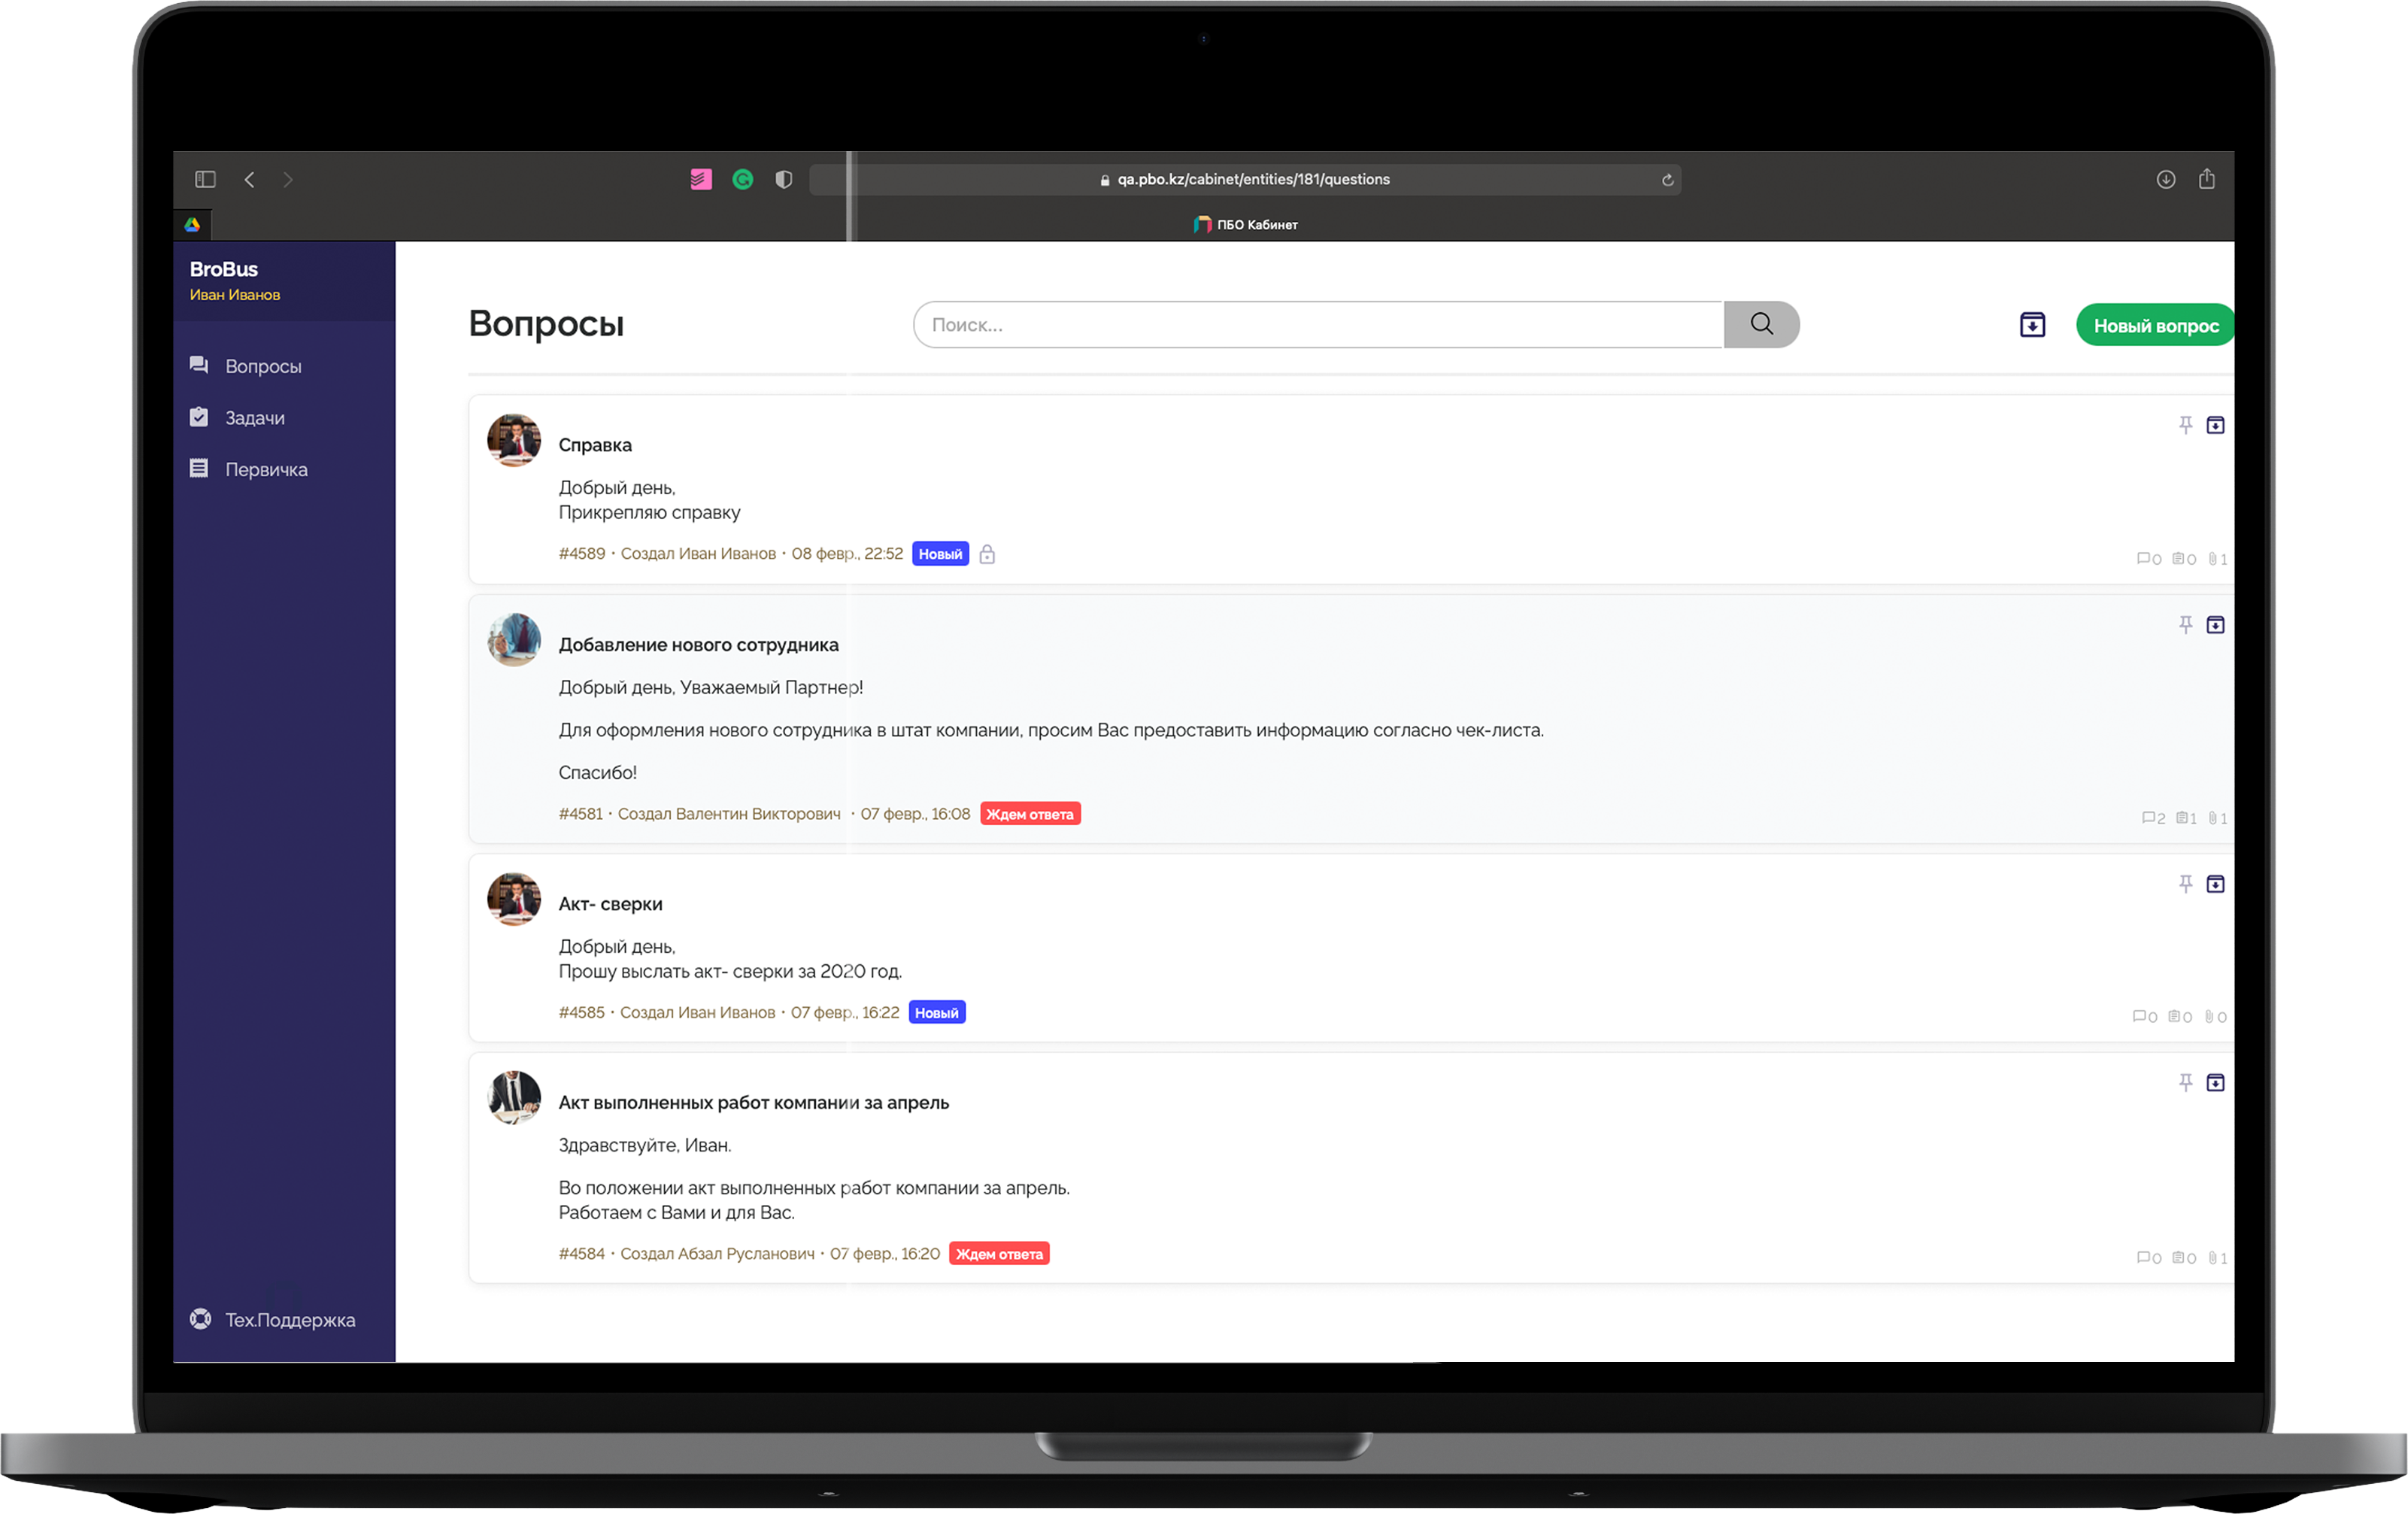 qa.pbo.kz/cabinet/entities/181/questions
ПБО Кабинет
BroBus
Иван Иванов
Вопросы
Задачи
Первичка
Тех.Поддержка
Вопросы
Поиск...
Новый вопрос
Справка
Добрый день,
Прикрепляю справку
#4589 · Создал Иван Иванов · 08 февр., 22:52 Новый
0 0 1
Добавление нового сотрудника
Добрый день, Уважаемый Партнер!
Для оформления нового сотрудника в штат компании, просим Вас предоставить информацию согласно чек-листа.
Спасибо!
#4581 · Создал Валентин Викторович · 07 февр., 16:08 Ждем ответа
2 1 1
Акт- сверки
Добрый день,
Прошу выслать акт- сверки за 2020 год.
#4585 · Создал Иван Иванов · 07 февр., 16:22 Новый
0 0 0
Акт выполненных работ компании за апрель
Здравствуйте, Иван.
Во положении акт выполненных работ компании за апрель.
Работаем с Вами и для Вас.
#4584 · Создал Абзал Русланович · 07 февр., 16:20 Ждем ответа
0 0 1